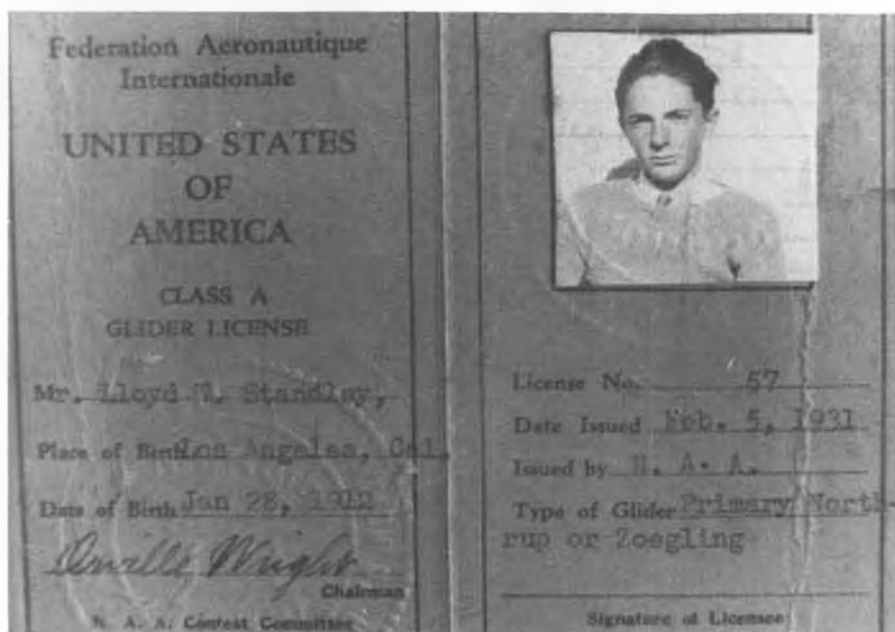 Federation Aeronautique
Internationale
UNITED STATES
OF
AMERICA
CLASS A
GLIDER LICENSE
Mr. Lloyd W. Standley,
Place of Birth Los Angeles, Cal.
Date of Birth Jan 28, 1912
Orville Wright
Chairman
N. A. A. Contest Committee
License No. 57
Date Issued Feb. 5, 1931
Issued by N. A. A.
Type of Glider Primary North-
rup or Zoegling
Signature of Licensee